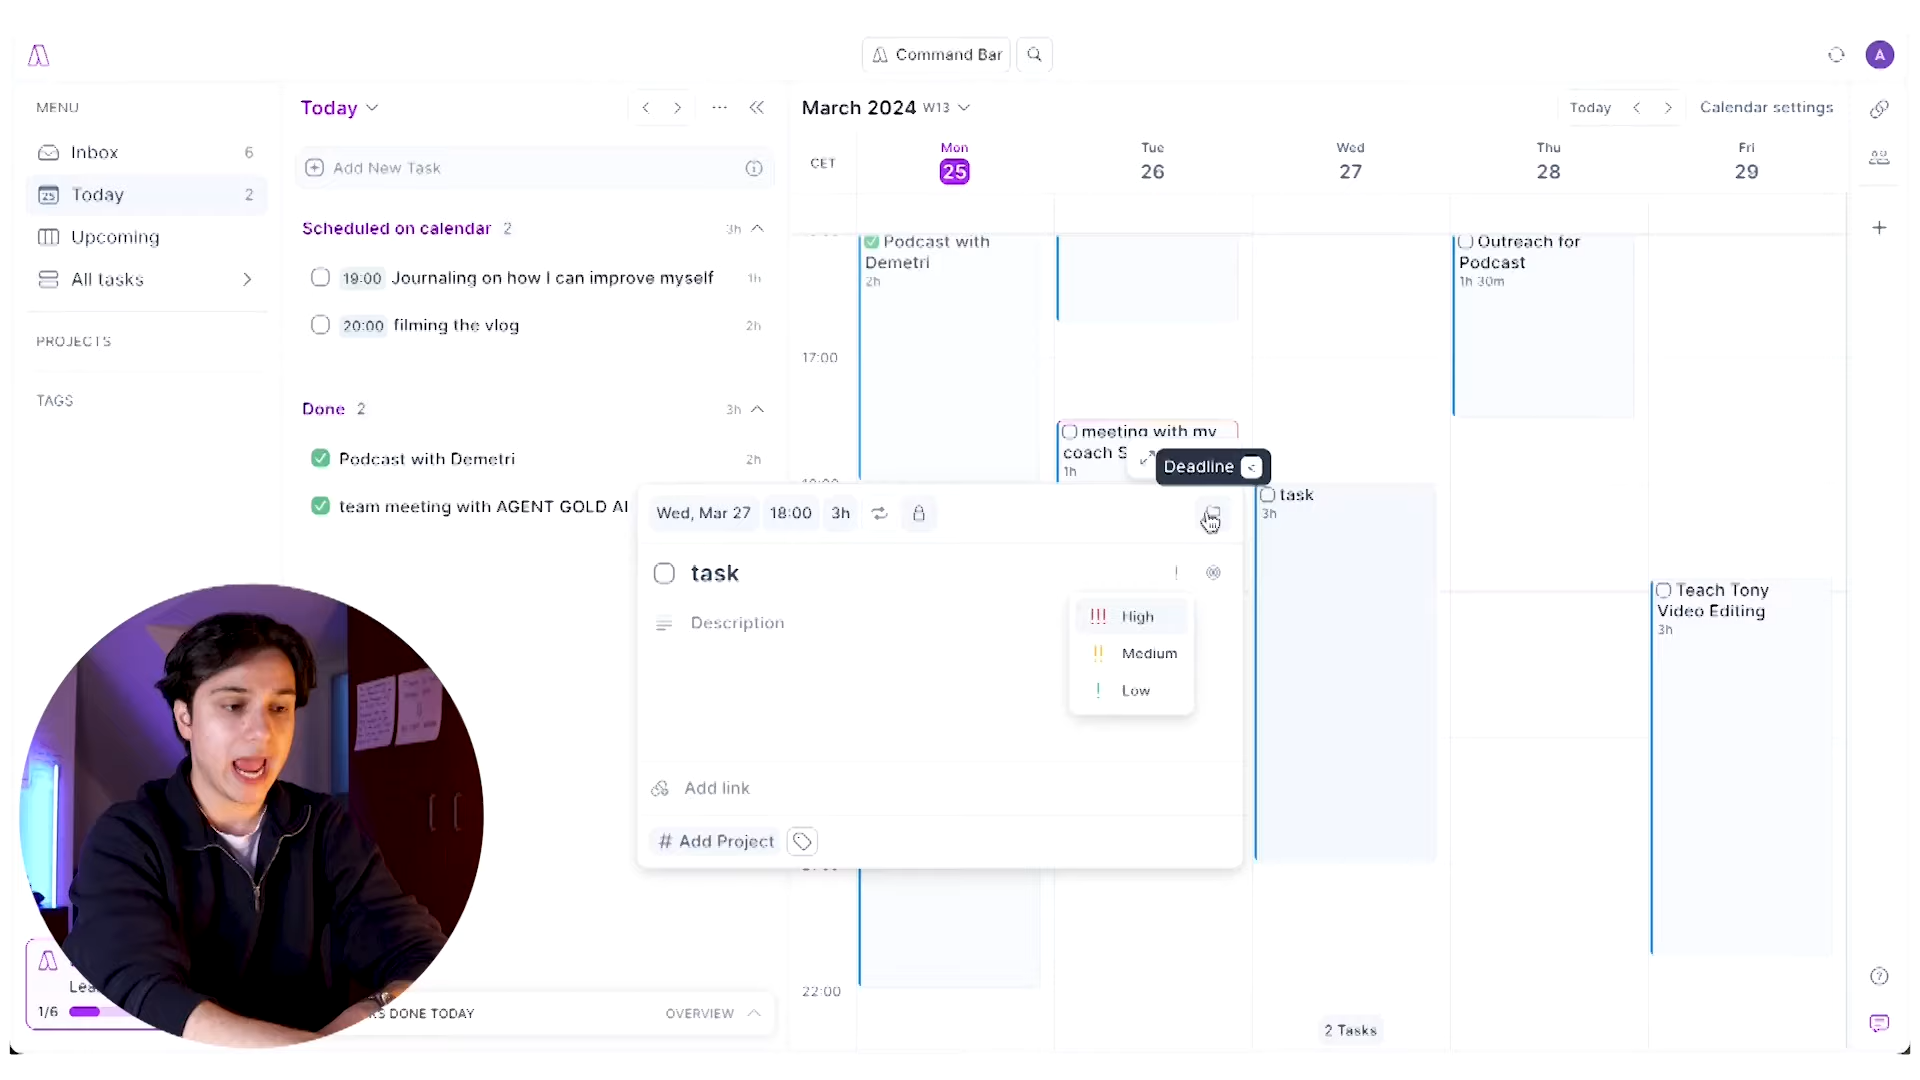 Command Bar
A
MENU
Inbox 6
25 Today 2
Upcoming
All tasks
PROJECTS
TAGS
Today
Add New Task
Scheduled on calendar 2 3h
19:00 Journaling on how I can improve myself 1h
20:00 filming the vlog 2h
Done 2 3h
Podcast with Demetri 2h
team meeting with AGENT GOLD AI
March 2024 W13
Today
Calendar settings
CET
Mon
25
Tue
26
Wed
27
Thu
28
Fri
29
Podcast with
Demetri
2h
Outreach for
Podcast
1h 30m
17:00
meeting with my
coach S
1h
Deadline <
Wed, Mar 27 18:00 3h
task
3h
task
Description
!!! High
!! Medium
! Low
Add link
# Add Project
Teach Tony
Video Editing
3h
22:00
2 Tasks
Lea
1/6
DONE TODAY
OVERVIEW